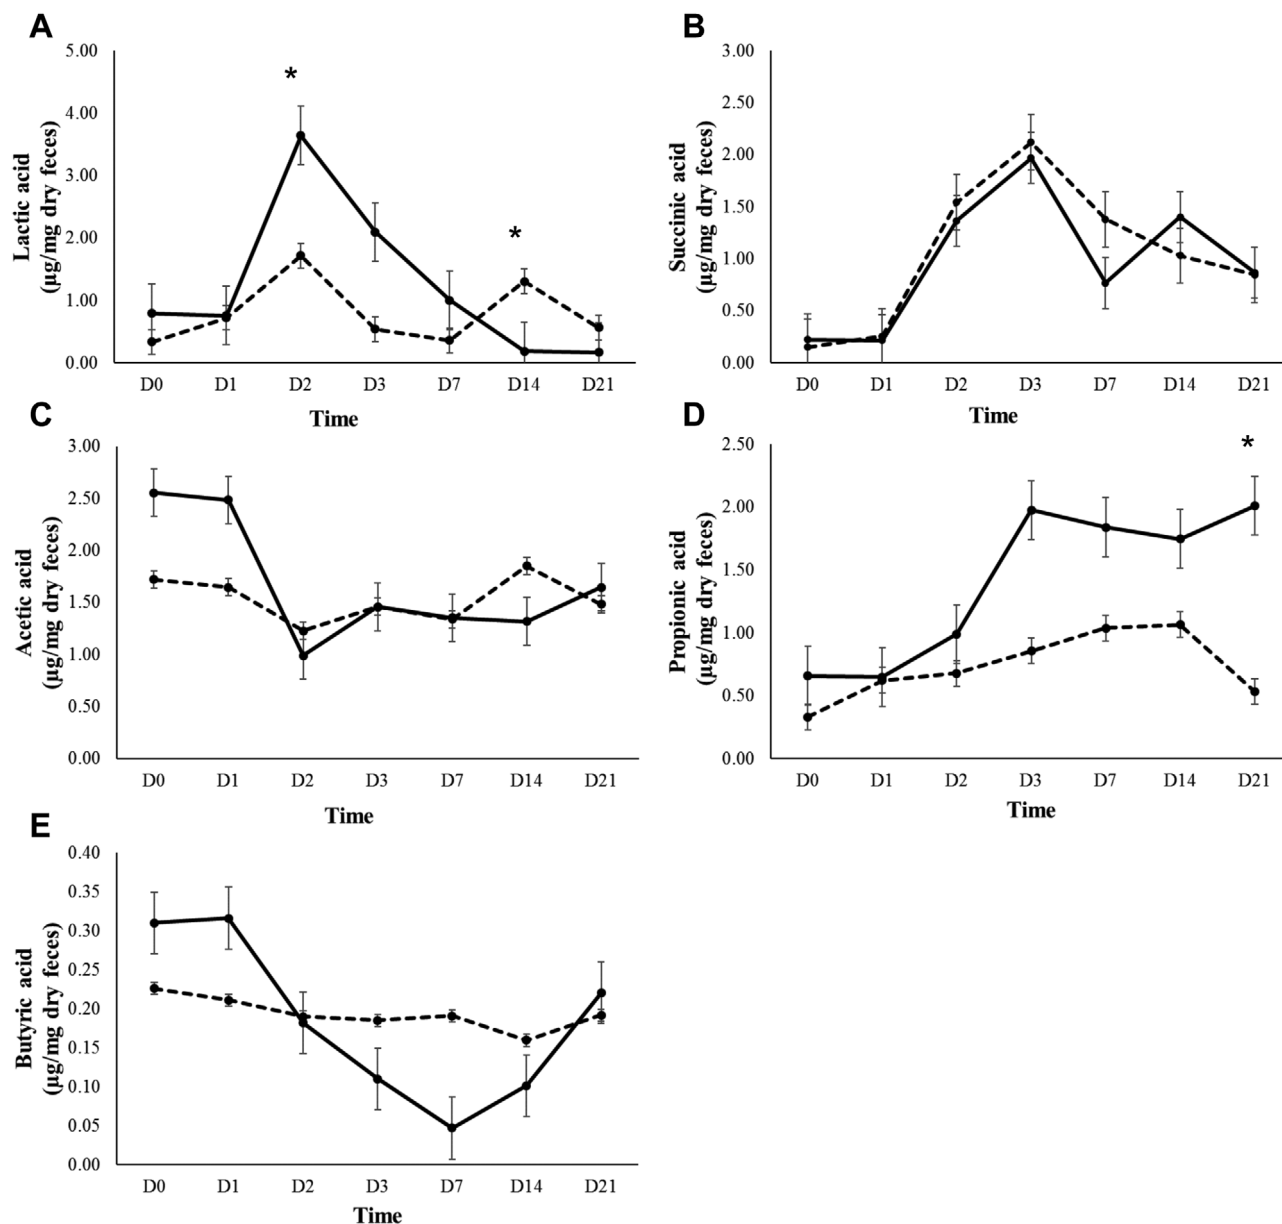 A
5.00
4.00
3.00
2.00
1.00
0.00
Lactic acid
(µg/mg dry feces)
*
*
D0 D1 D2 D3 D7 D14 D21
Time
B
3.00
2.50
2.00
1.50
1.00
0.50
0.00
Succinic acid
(µg/mg dry feces)
D0 D1 D2 D3 D7 D14 D21
Time
C
3.00
2.50
2.00
1.50
1.00
0.50
0.00
Acetic acid
(µg/mg dry feces)
D0 D1 D2 D3 D7 D14 D21
Time
D
2.50
2.00
1.50
1.00
0.50
0.00
Propionic acid
(µg/mg dry feces)
*
D0 D1 D2 D3 D7 D14 D21
Time
E
0.40
0.35
0.30
0.25
0.20
0.15
0.10
0.05
0.00
Butyric acid
(µg/mg dry feces)
D0 D1 D2 D3 D7 D14 D21
Time